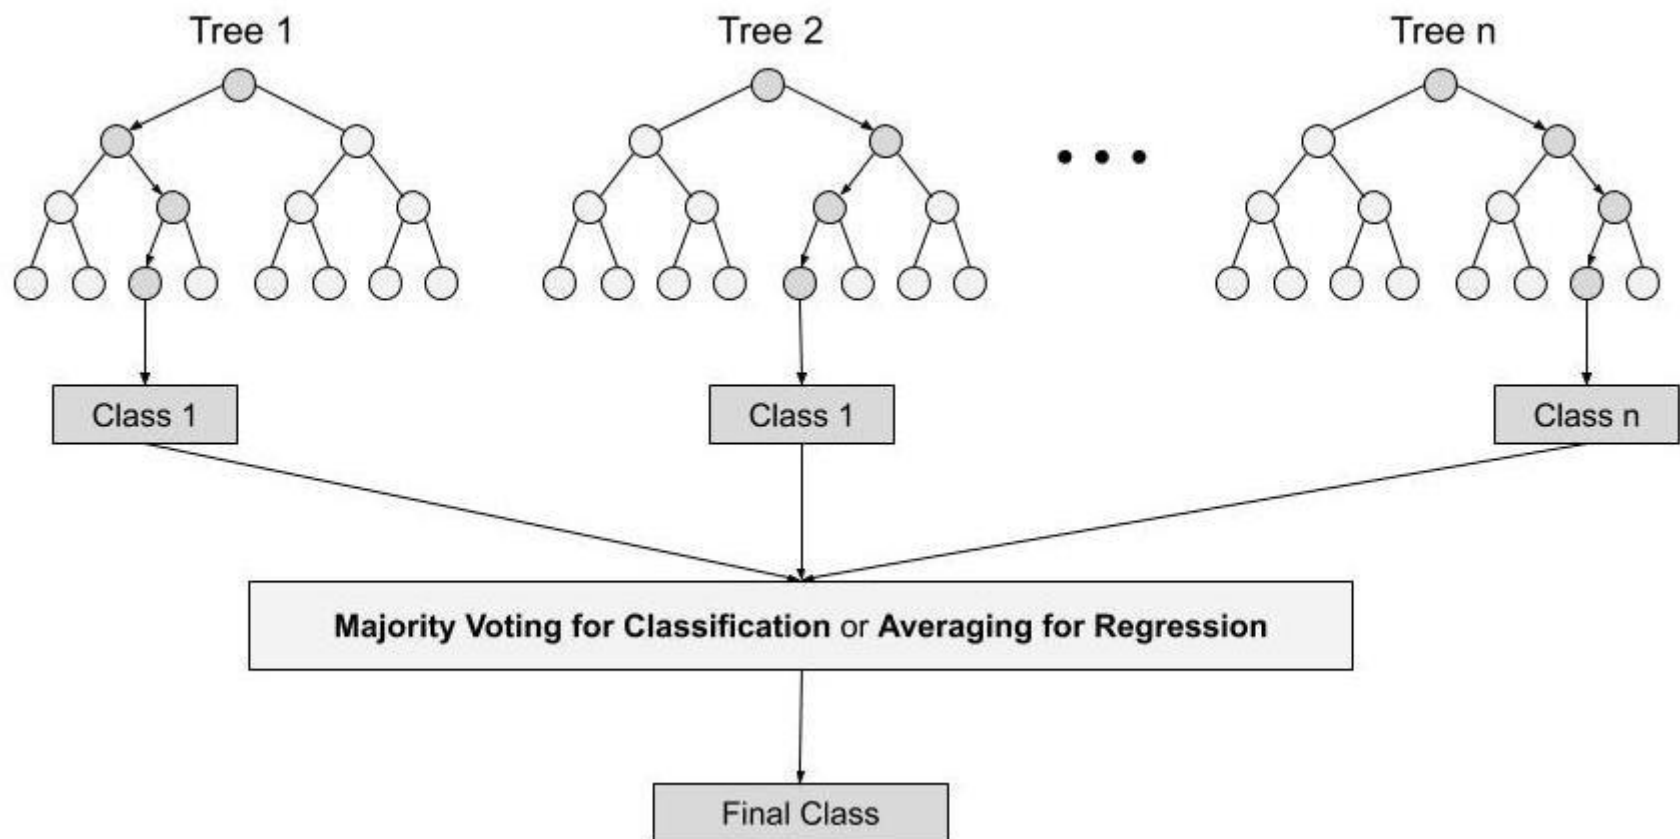 Tree 1
Tree 2
Tree n
Class 1
Class 1
Class n
Majority Voting for Classification or Averaging for Regression
Final Class